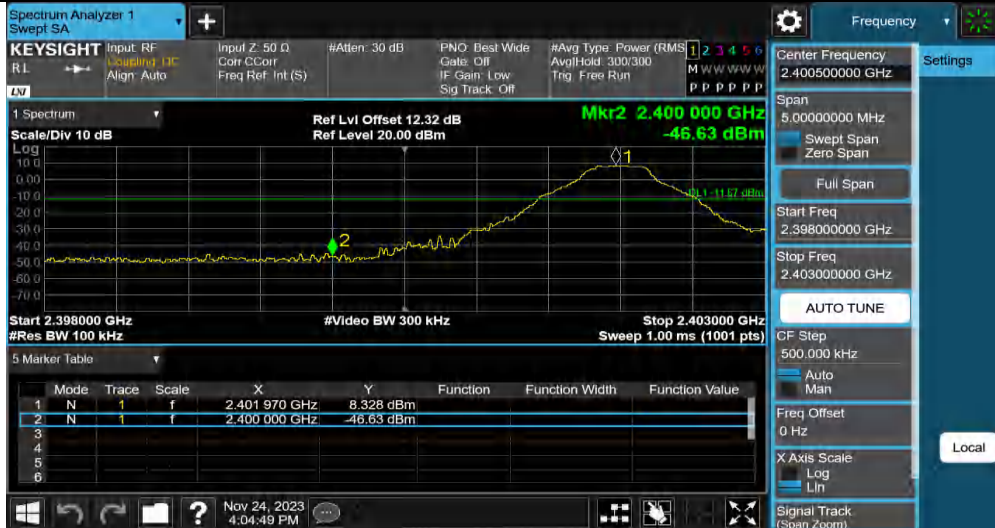 Spectrum Analyzer 1
Swept SA
+
Frequency
KEYSIGHT
RL
LXI
Input: RF
Coupling: DC
Align: Auto
Input Z: 50 Ω
Corr CCorr
Freq Ref: Int (S)
#Atten: 30 dB
PNO: Best Wide
Gate: Off
IF Gain: Low
Sig Track: Off
#Avg Type: Power (RMS
Avg|Hold: 300/300
Trig: Free Run
1 2 3 4 5 6
M W W W W W
P P P P P P
1 Spectrum
Scale/Div 10 dB
Ref Lvl Offset 12.32 dB
Ref Level 20.00 dBm
Mkr2 2.400 000 GHz
-46.63 dBm
Log
10.0
0.00
-10.0
-20.0
-30.0
-40.0
-50.0
-60.0
-70.0
1
DL1 -11.67 dBm
2
Start 2.398000 GHz
#Video BW 300 kHz
Stop 2.403000 GHz
#Res BW 100 kHz
Sweep 1.00 ms (1001 pts)
5 Marker Table
Mode Trace Scale X Y Function Function Width Function Value
1 N 1 f 2.401 970 GHz 8.328 dBm
2 N 1 f 2.400 000 GHz -46.63 dBm
3
4
5
6
?
Nov 24, 2023
4:04:49 PM
Center Frequency
2.400500000 GHz
Span
5.00000000 MHz
Swept Span
Zero Span
Full Span
Start Freq
2.398000000 GHz
Stop Freq
2.403000000 GHz
AUTO TUNE
CF Step
500.000 kHz
Auto
Man
Freq Offset
0 Hz
X Axis Scale
Log
Lin
Signal Track
(Span Zoom)
Settings
Local